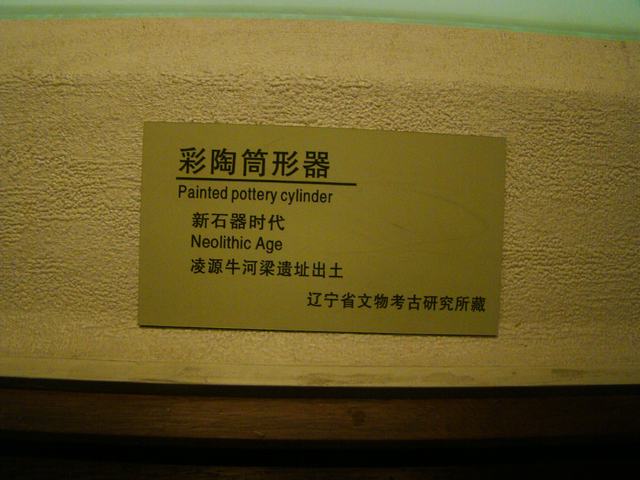 彩陶筒形器
Painted pottery cylinder
新石器时代
Neolithic Age
凌源牛河梁遗址出土
辽宁省文物考古研究所藏